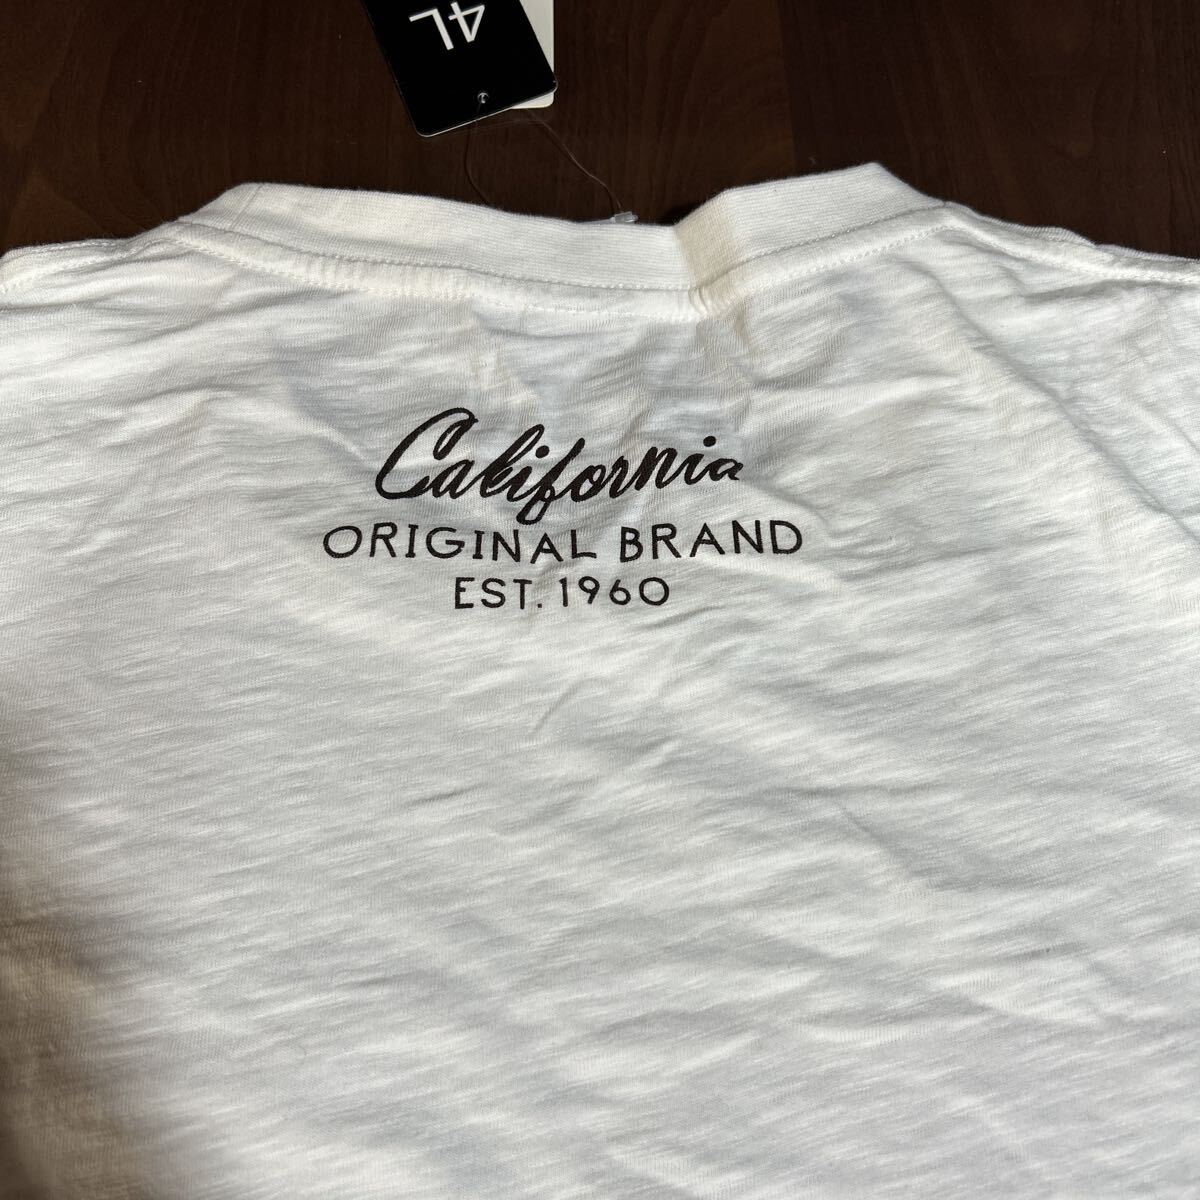 4L
California
ORIGINAL BRAND
EST. 1960